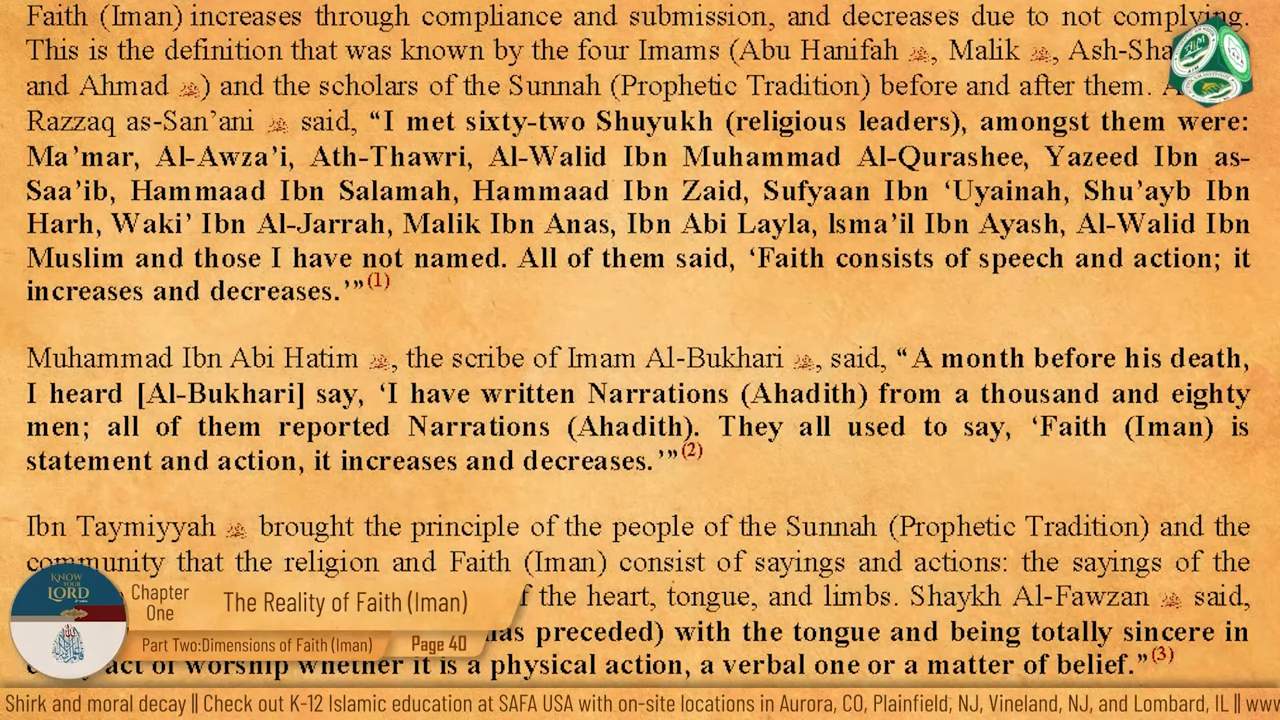 Faith (Iman) increases through compliance and submission, and decreases due to not complying.
This is the definition that was known by the four Imams (Abu Hanifah, Malik,
and Ahmad) and the scholars of the Sunnah (Prophetic Tradition) before and after them.
Razzaq as-San’ani said, “I met sixty-two Shuyukh (religious leaders), amongst them were:
Ma’mar, Al-Awza’i, Ath-Thawri, Al-Walid Ibn Muhammad Al-Qurashee, Yazeed Ibn as-
Saa’ib, Hammaad Ibn Salamah, Hammaad Ibn Zaid, Sufyaan Ibn ‘Uyainah, Shu’ayb Ibn
Harh, Waki’ Ibn Al-Jarrah, Malik Ibn Anas, Ibn Abi Layla, Isma’il Ibn Ayash, Al-Walid Ibn
Muslim and those I have not named. All of them said, ‘Faith consists of speech and action; it
increases and decreases.’”(1)
Muhammad Ibn Abi Hatim, the scribe of Imam Al-Bukhari, said, “A month before his death,
I heard [Al-Bukhari] say, ‘I have written Narrations (Ahadith) from a thousand and eighty
men; all of them reported Narrations (Ahadith). They all used to say, ‘Faith (Iman) is
statement and action, it increases and decreases.’”(2)
Ibn Taymiyyah brought the principle of the people of the Sunnah (Prophetic Tradition) and the
community that the religion and Faith (Iman) consist of sayings and actions: the sayings of the
the heart, tongue, and limbs. Shaykh Al-Fawzan said,
has preceded) with the tongue and being totally sincere in
act of worship whether it is a physical action, a verbal one or a matter of belief.”(3)
KNOW
YOUR
LORD
Chapter
One
The Reality of Faith (Iman)
Part Two:Dimensions of Faith (Iman)
Page 40
Shirk and moral decay || Check out K-12 Islamic education at SAFA USA with on-site locations in Aurora, CO, Plainfield, NJ, Vineland, NJ, and Lombard, IL ||